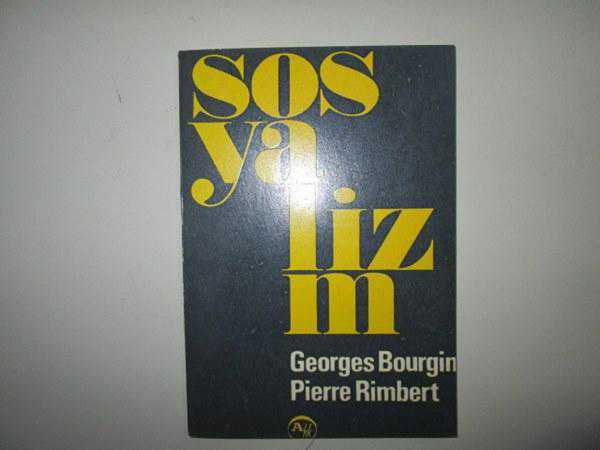 sos
ya
liz
m
Georges Bourgin
Pierre Rimbert